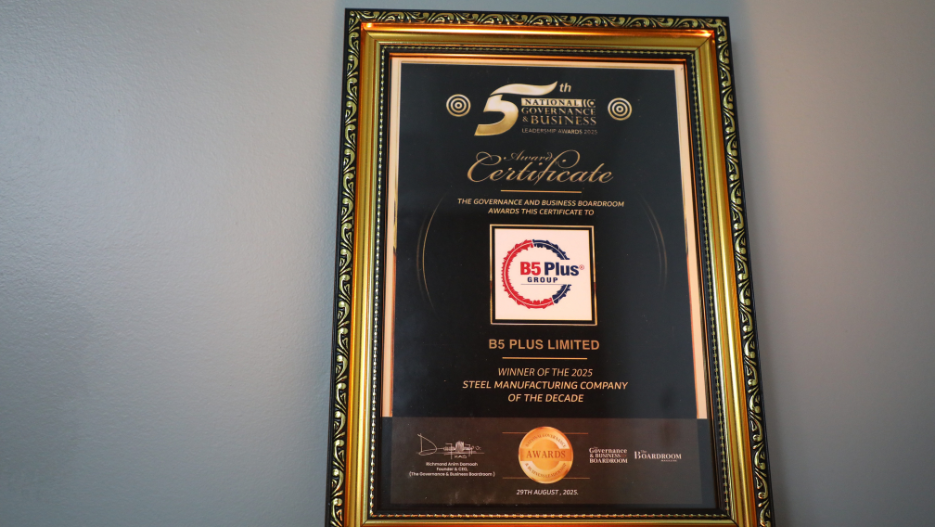 5th
NATIONAL
GOVERNANCE
& BUSINESS
LEADERSHIP AWARDS 2025
Award
Certificate
THE GOVERNANCE AND BUSINESS BOARDROOM
AWARDS THIS CERTIFICATE TO
B5 Plus®
GROUP
B5 PLUS LIMITED
WINNER OF THE 2025
STEEL MANUFACTURING COMPANY
OF THE DECADE
Richmond Anim Damoah
Founder & CEO,
(The Governance & Business Boardroom)
AWARDS
The
Governance
& BUSINESS
BOARDROOM
The
BOARDROOM
29TH AUGUST, 2025.